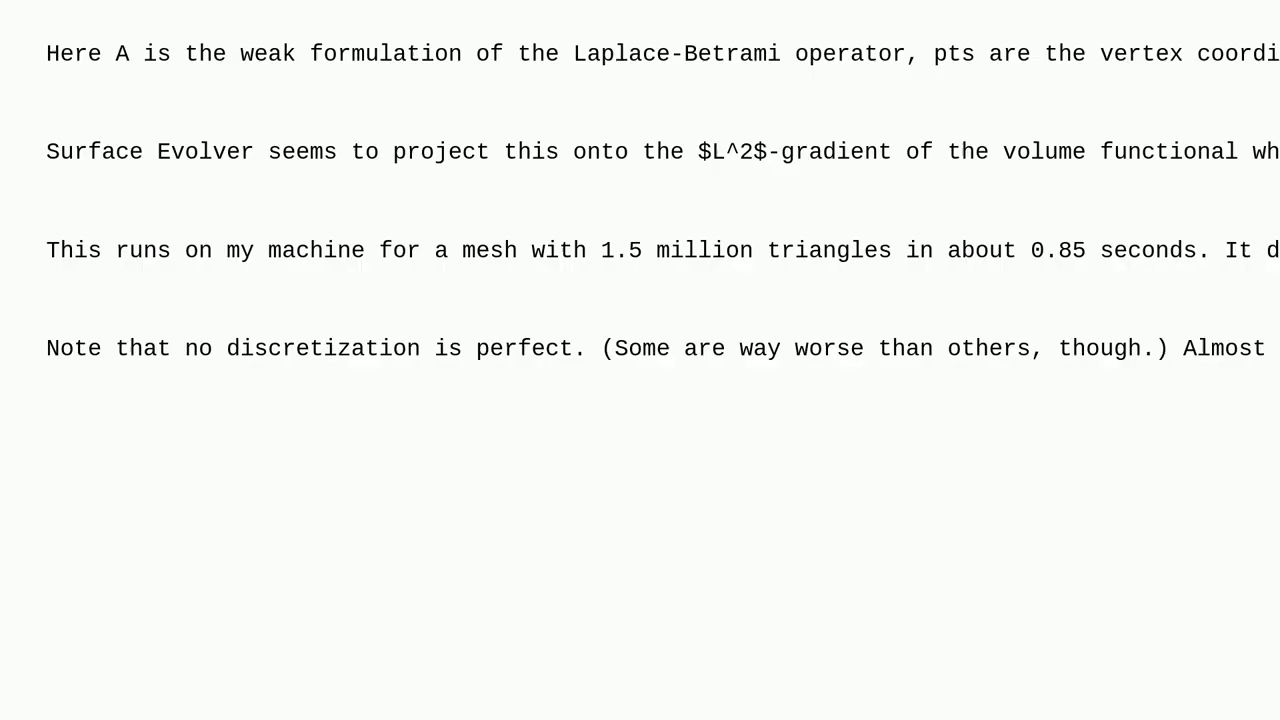 Here A is the weak formulation of the Laplace-Betrami operator, pts are the vertex coordi
Surface Evolver seems to project this onto the $L^2$-gradient of the volume functional wh
This runs on my machine for a mesh with 1.5 million triangles in about 0.85 seconds. It d
Note that no discretization is perfect. (Some are way worse than others, though.) Almost